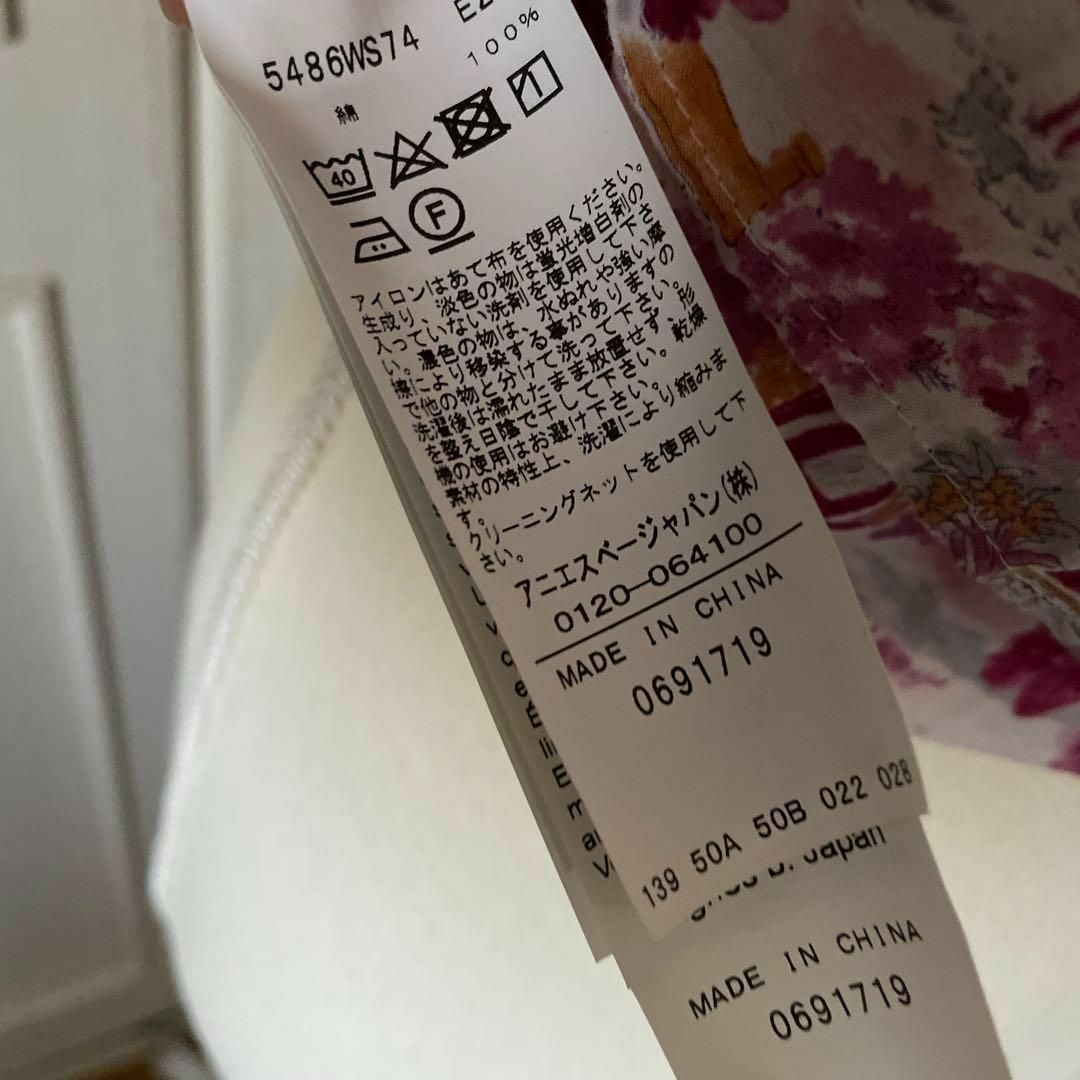 5486WS74
綿
100%
40
F
アイロンはあて布を使用ください。
生成り、淡色の物は蛍光増白剤の
入っていない洗剤を使用して下さ
い。濃色の物は、水ぬれや強い摩
擦により移染する事がありますの
で他の物と分けて洗って下さい。
洗濯後は濡れたまま放置せず、形
を整え日陰で干して下さい。乾燥
機の使用はお避け下さい。
素材の特性上、洗濯により縮みま
す。
クリーニングネットを使用して下
さい。
アニエスベージャパン(株)
0120-064100
MADE IN CHINA
0691719
139 50A 50B 022 028
B. Japan
MADE IN CHINA
0691719